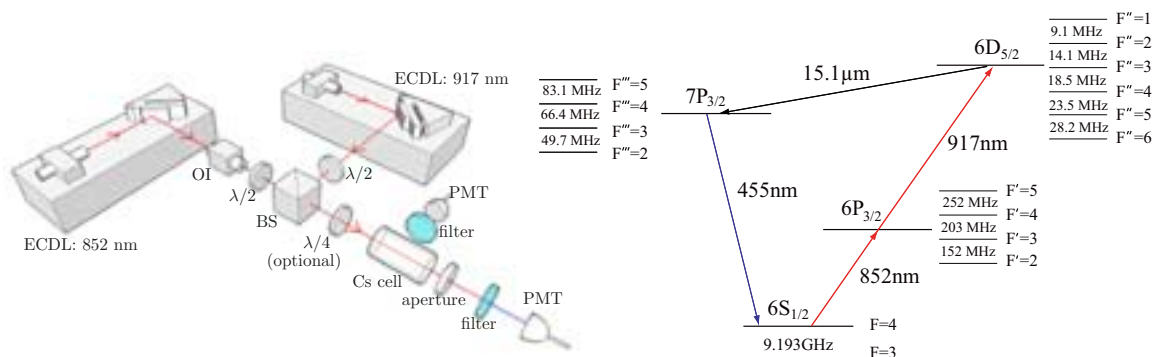 ECDL: 917 nm
OI
λ/2
λ/2
BS
PMT
filter
ECDL: 852 nm
λ/4
(optional)
Cs cell
aperture
filter
PMT
F‴=5
83.1 MHz
F‴=4
66.4 MHz
F‴=3
49.7 MHz
F‴=2
7P3/2
15.1μm
6D5/2
F″=1
9.1 MHz
F″=2
14.1 MHz
F″=3
18.5 MHz
F″=4
23.5 MHz
F″=5
28.2 MHz
F″=6
917nm
455nm
6P3/2
F′=5
252 MHz
F′=4
203 MHz
F′=3
152 MHz
F′=2
852nm
6S1/2
F=4
9.193GHz
F=3